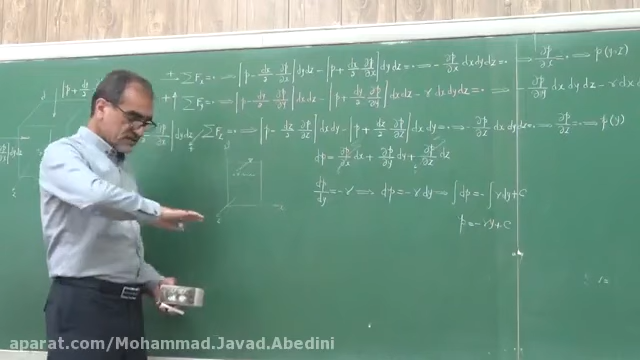 +→ ΣFx=0 ⟹ |p - dx/2 ∂p/∂x| dy dz - |p + dx/2 ∂p/∂x| dy dz = 0 ⟹ - ∂p/∂x dx dy dz = 0 ⟹ ∂p/∂x = 0 ⟹ p(y,z)
+↑ ΣFy=0 ⟹ |p - dy/2 ∂p/∂y| dx dz - |p + dy/2 ∂p/∂y| dx dz - γ dx dy dz = 0 ⟹ - ∂p/∂y dx dy dz - γ dx dz
ΣFz=0 ⟹ |p - dz/2 ∂p/∂z| dx dy - |p + dz/2 ∂p/∂z| dx dy = 0 ⟹ - ∂p/∂z dx dy dz = 0 ⟹ ∂p/∂z = 0 ⟹ p(y)
dp = ∂p/∂x dx + ∂p/∂y dy + ∂p/∂z dz
dp/dy = -γ ⟹ dp = -γ dy ⟹ ∫dp = -∫γ dy + c
p = -γy + c
aparat.com/Mohammad.Javad.Abedini